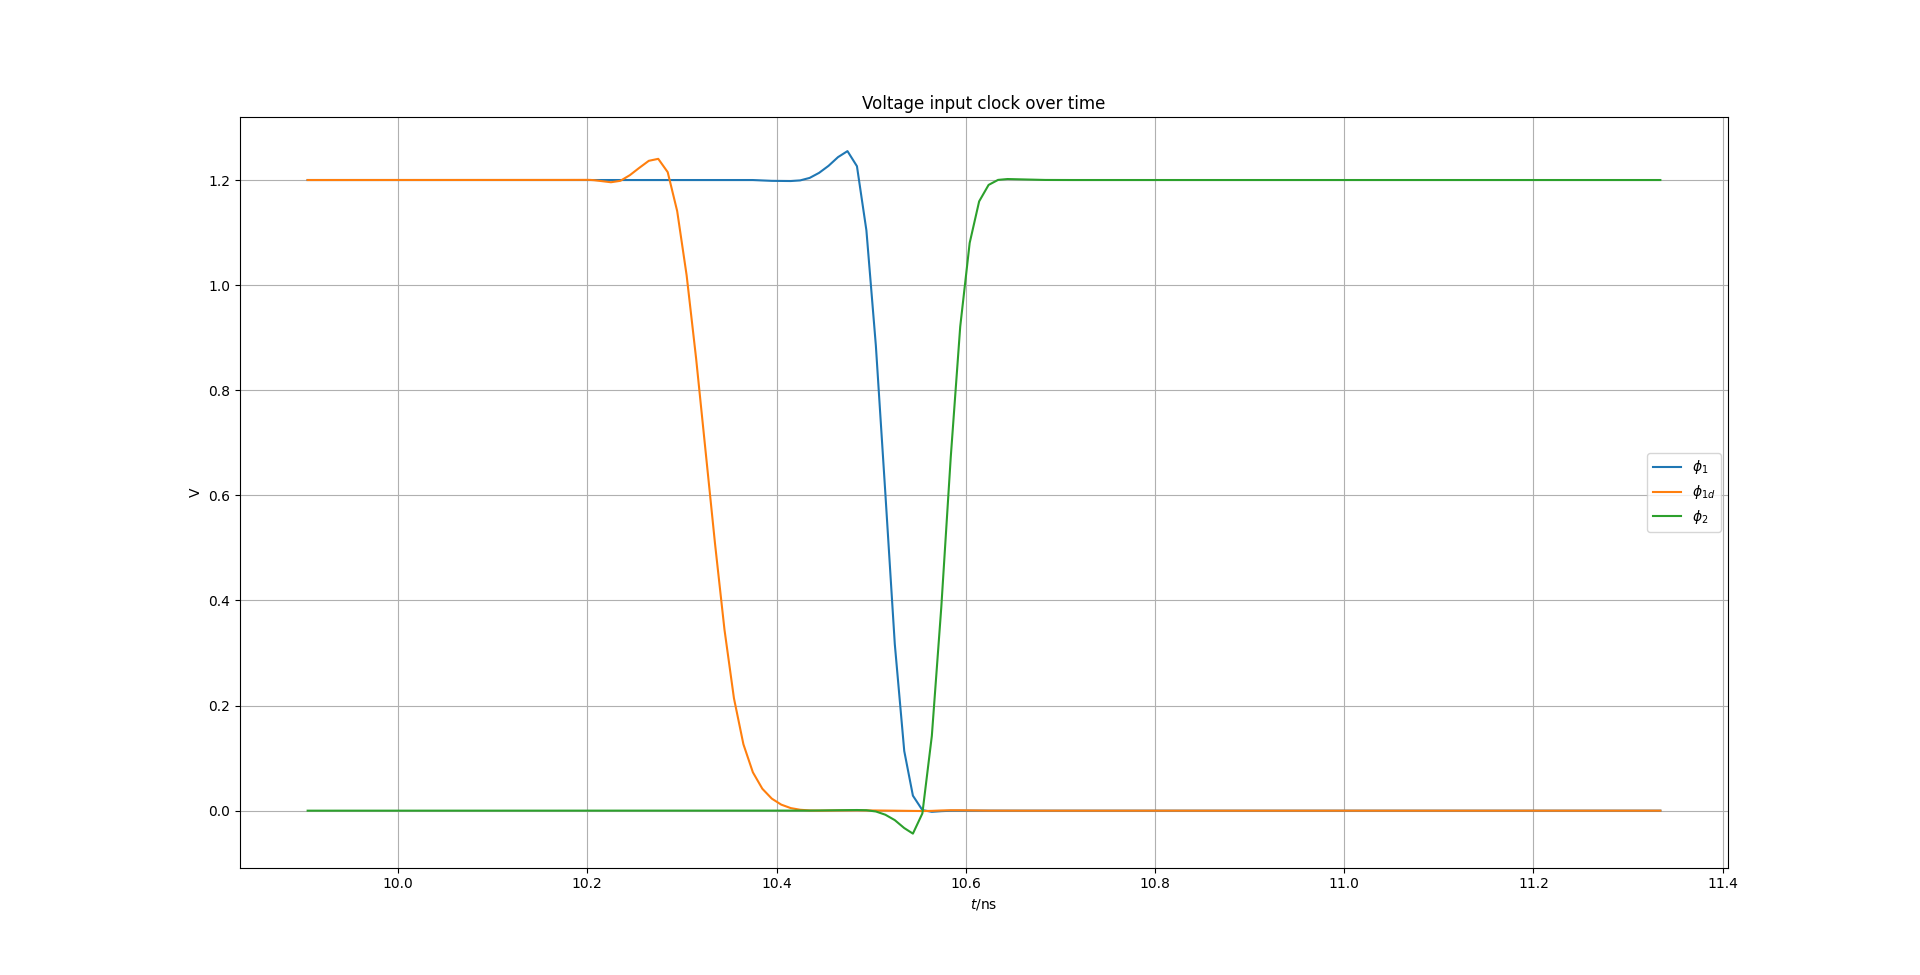 Voltage input clock over time
V
1.2
1.0
0.8
0.6
0.4
0.2
0.0
10.0 10.2 10.4 10.6 10.8 11.0 11.2 11.4
t/ns
ϕ₁
ϕ₁d
ϕ₂